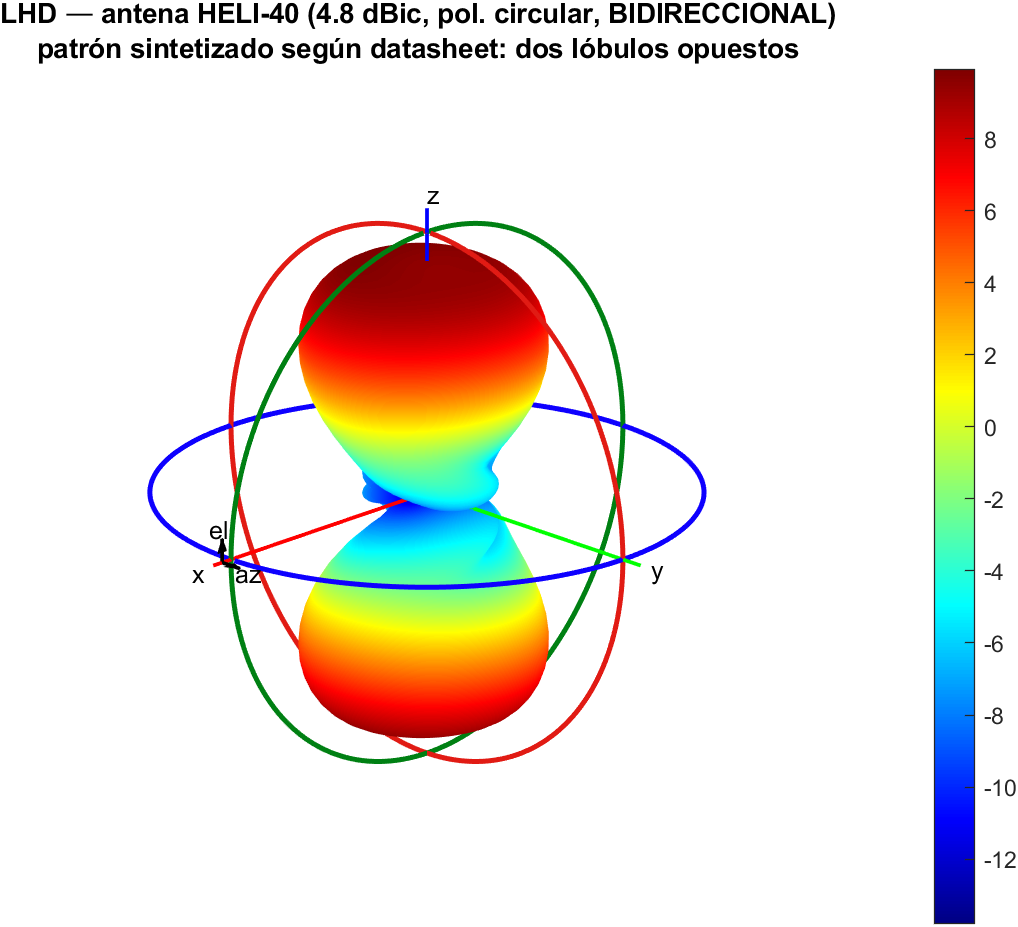 LHD — antena HELI-40 (4.8 dBic, pol. circular, BIDIRECCIONAL)
patrón sintetizado según datasheet: dos lóbulos opuestos
z
el
x
az
y
8
6
4
2
0
-2
-4
-6
-8
-10
-12